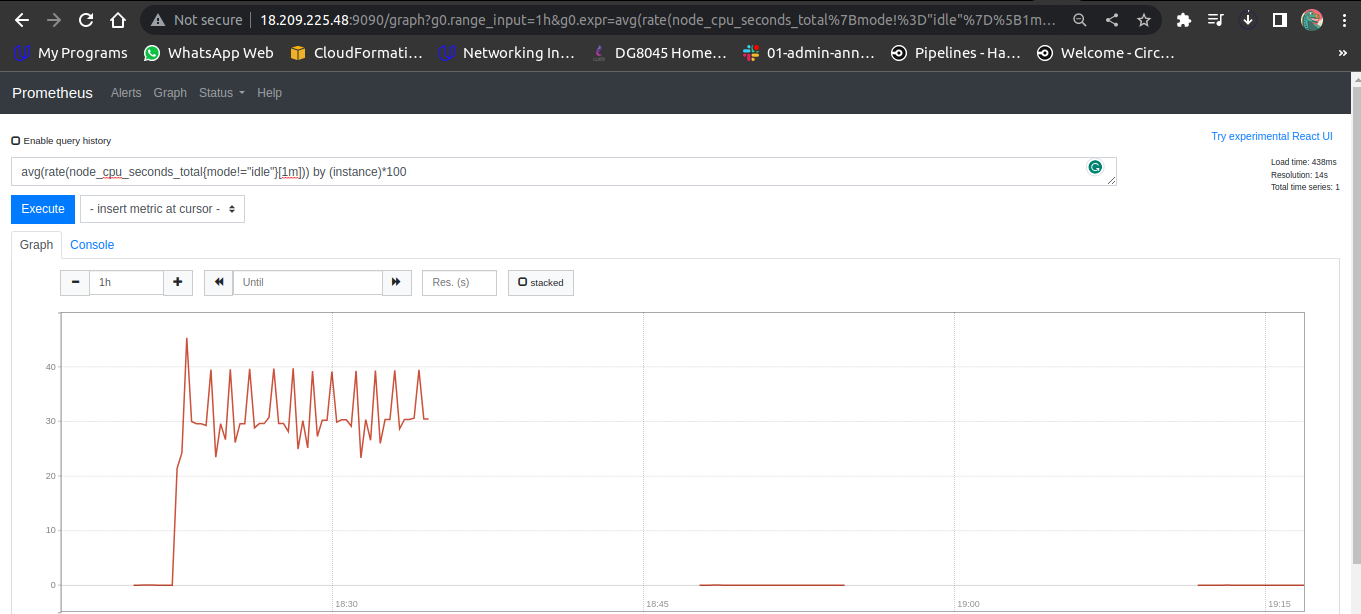 Not secure 18.209.225.48:9090/graph?g0.range_input=1h&g0.expr=avg(rate(node_cpu_seconds_total%7Bmode!%3D"idle"%7D%5B1m...
My Programs WhatsApp Web CloudFormati... Networking In... DG8045 Home... 01-admin-ann... Pipelines - Ha... Welcome - Circ... »
Prometheus Alerts Graph Status Help
Enable query history
Try experimental React UI
avg(rate(node_cpu_seconds_total{mode!="idle"}[1m])) by (instance)*100
Load time: 438ms
Resolution: 14s
Total time series: 1
Execute - insert metric at cursor -
Graph Console
1h Until Res. (s) stacked
40
30
20
10
0
18:30 18:45 19:00 19:15